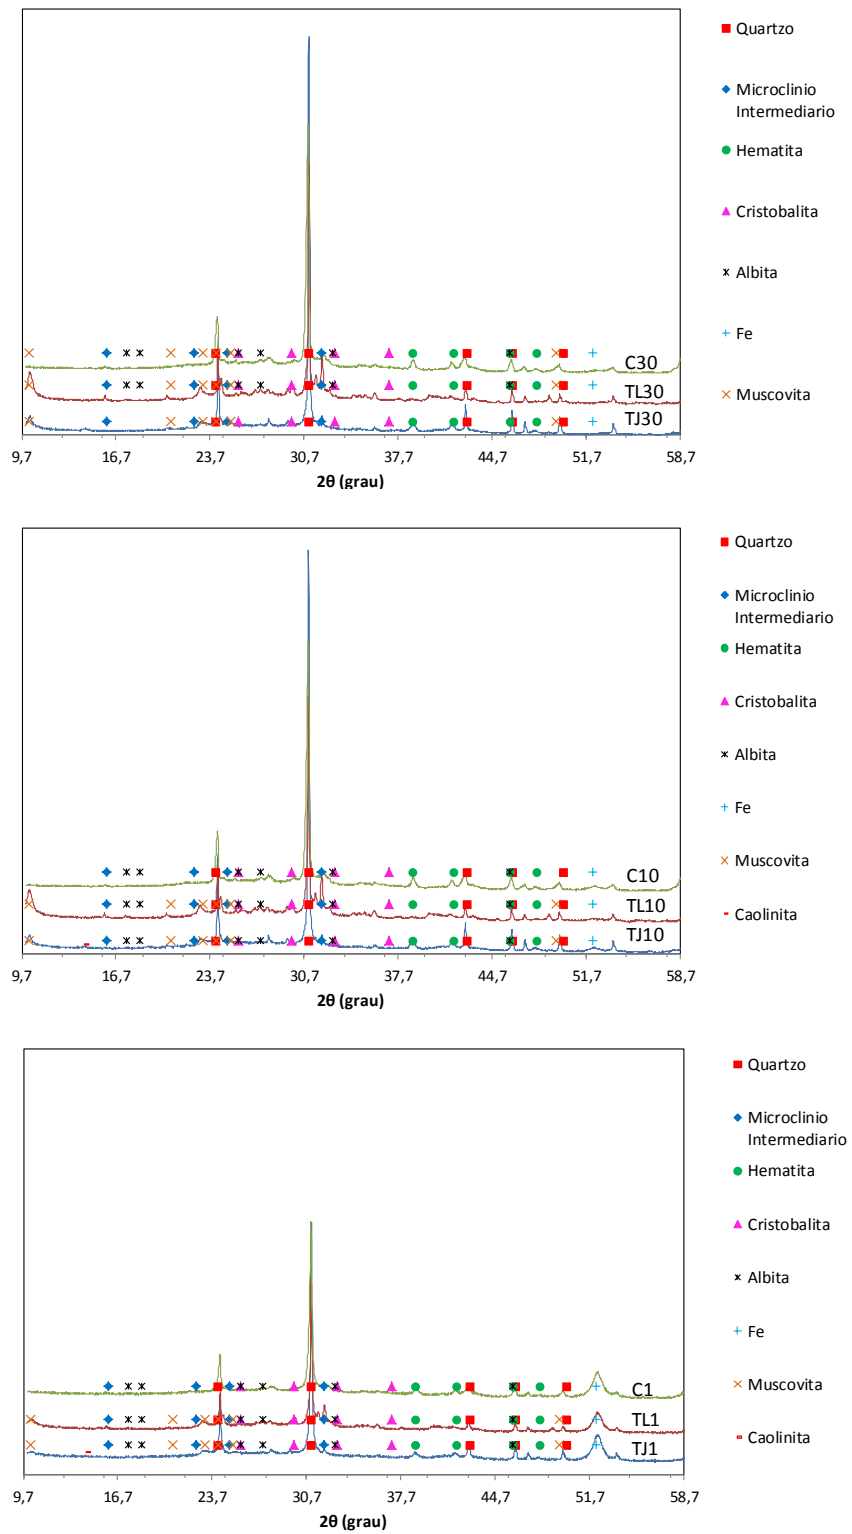 Quartzo
Microclinio
Intermediario
Hematita
Cristobalita
Albita
Fe
Muscovita
C30
TL30
TJ30
9,7 16,7 23,7 30,7 37,7 44,7 51,7 58,7
2θ (grau)
Quartzo
Microclinio
Intermediario
Hematita
Cristobalita
Albita
Fe
Muscovita
Caolinita
C10
TL10
TJ10
9,7 16,7 23,7 30,7 37,7 44,7 51,7 58,7
2θ (grau)
Quartzo
Microclinio
Intermediario
Hematita
Cristobalita
Albita
Fe
Muscovita
Caolinita
C1
TL1
TJ1
9,7 16,7 23,7 30,7 37,7 44,7 51,7 58,7
2θ (grau)